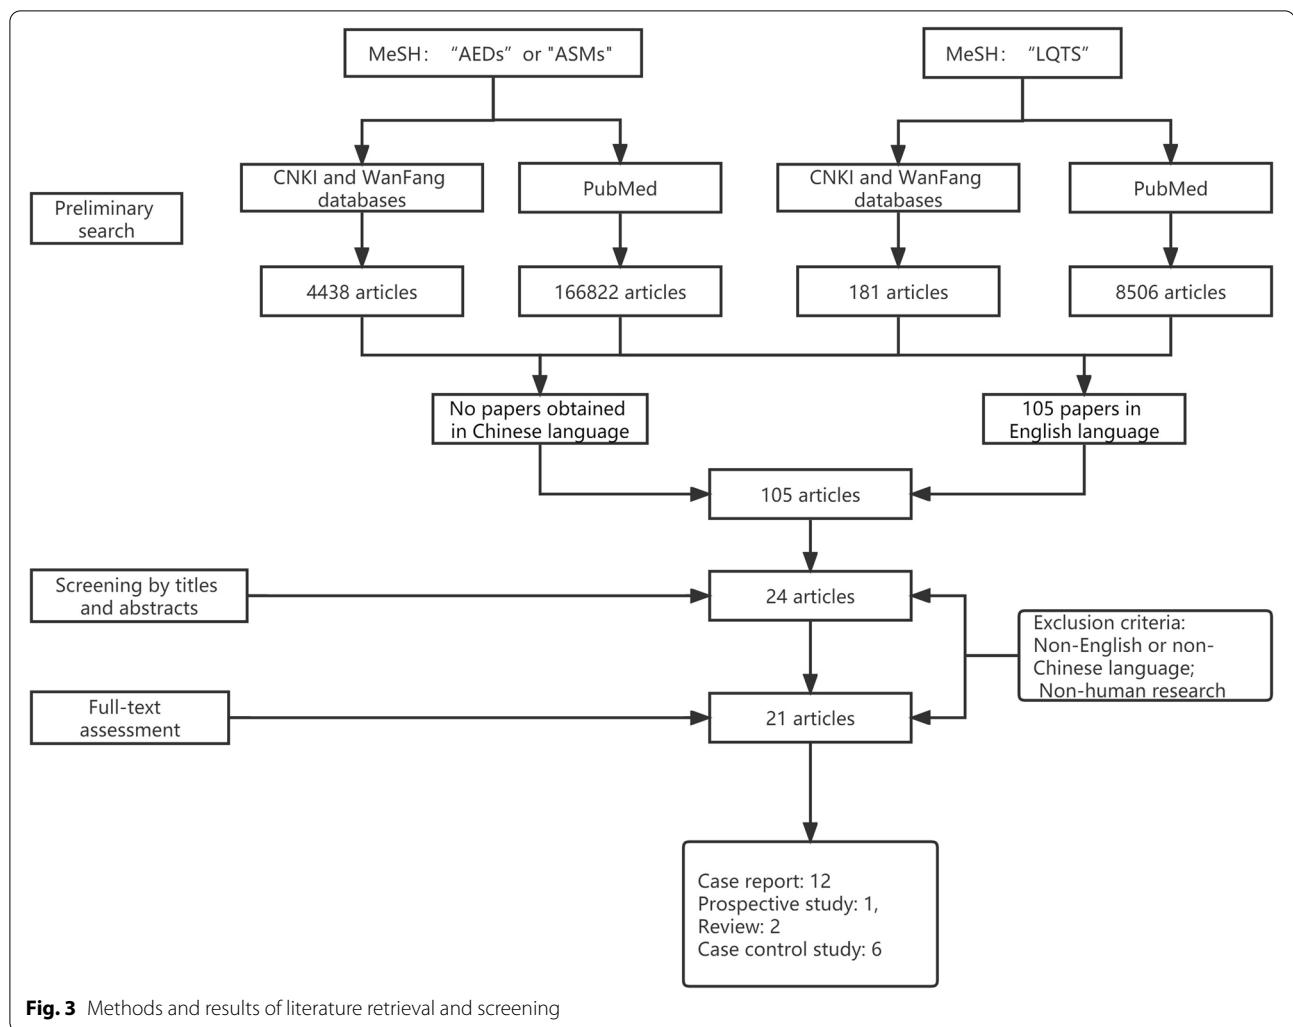 MeSH: “AEDs” or "ASMs"
MeSH: “LQTS”
CNKI and WanFang
databases
PubMed
CNKI and WanFang
databases
PubMed
Preliminary
search
4438 articles
166822 articles
181 articles
8506 articles
No papers obtained
in Chinese language
105 papers in
English language
105 articles
Screening by titles
and abstracts
24 articles
Exclusion criteria:
Non-English or non-
Chinese language;
Non-human research
Full-text
assessment
21 articles
Case report: 12
Prospective study: 1,
Review: 2
Case control study: 6
Fig. 3 Methods and results of literature retrieval and screening